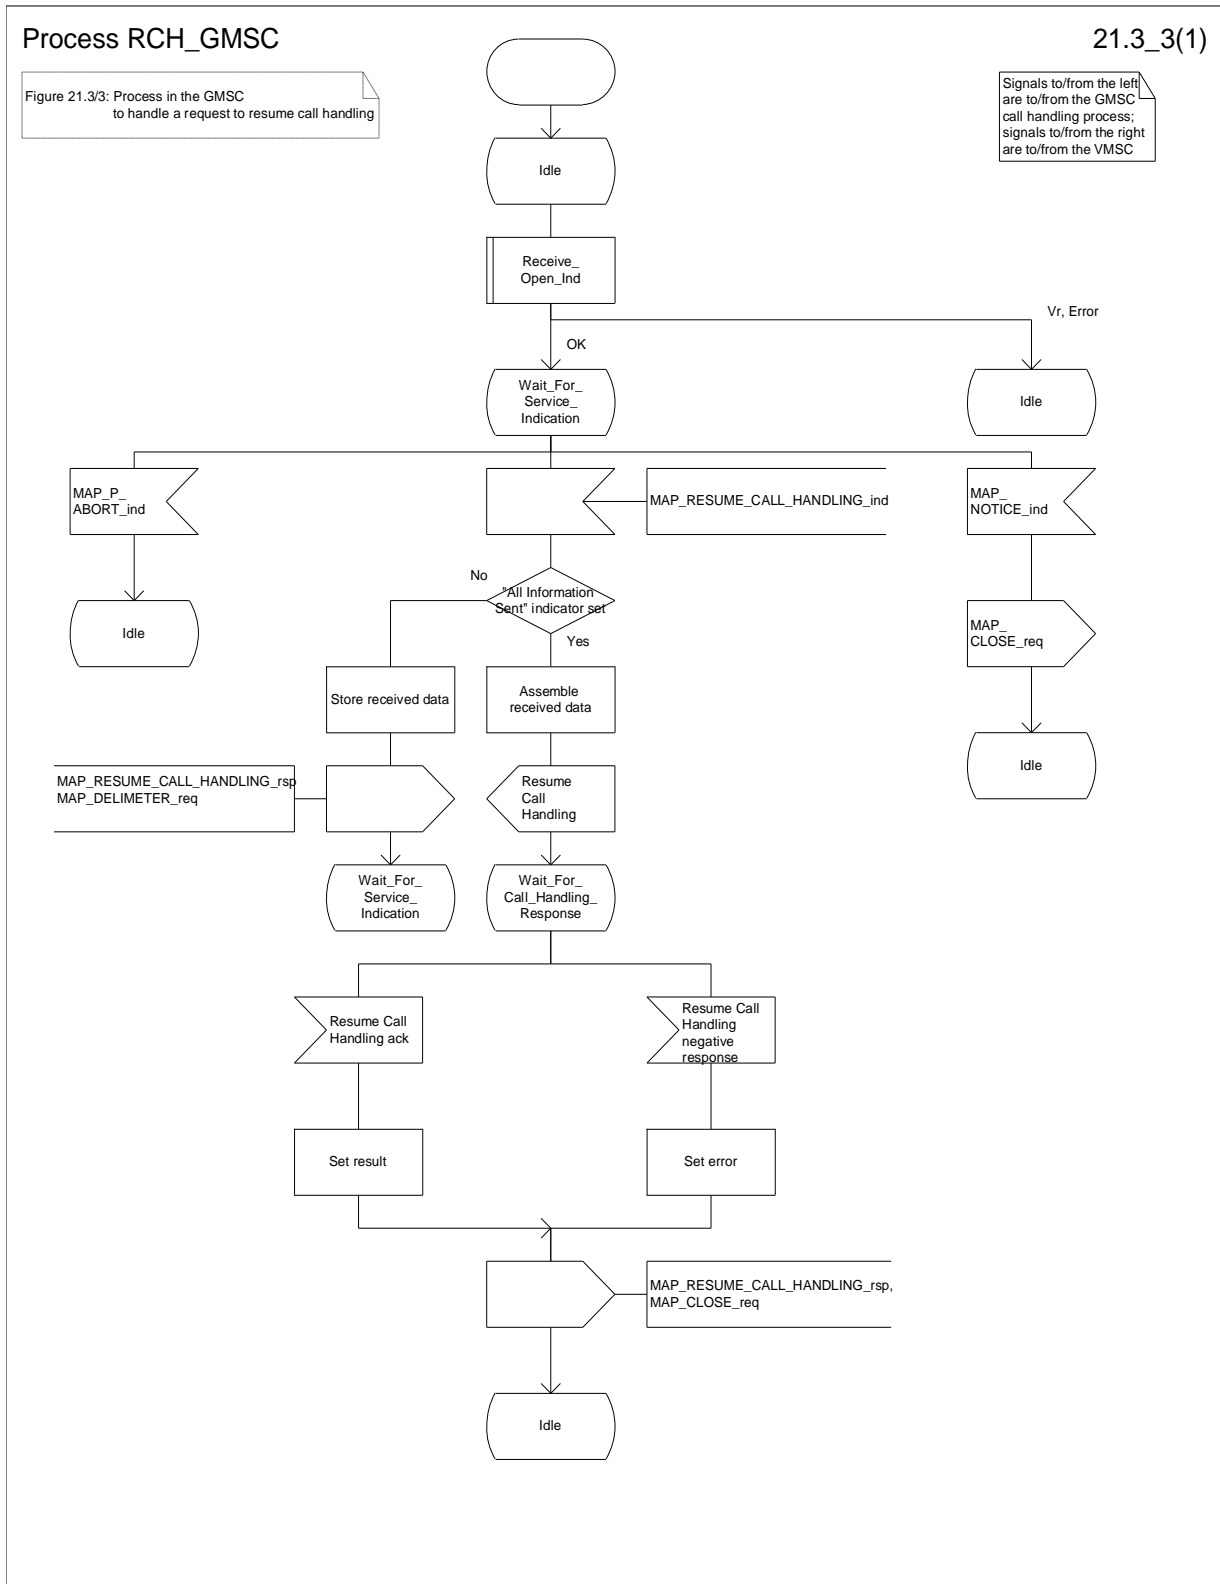 Process RCH_GMSC
21.3_3(1)
Figure 21.3/3: Process in the GMSC
to handle a request to resume call handling
Signals to/from the left
are to/from the GMSC
call handling process;
signals to/from the right
are to/from the VMSC
Idle
Receive_
Open_Ind
Vr, Error
OK
Wait_For_
Service_
Indication
Idle
MAP_P_
ABORT_ind
MAP_RESUME_CALL_HANDLING_ind
MAP_
NOTICE_ind
No
"All Information
Sent" indicator set
Yes
Idle
MAP_
CLOSE_req
Store received data
Assemble
received data
Idle
MAP_RESUME_CALL_HANDLING_rsp
MAP_DELIMETER_req
Resume
Call
Handling
Wait_For_
Service_
Indication
Wait_For_
Call_Handling_
Response
Resume Call
Handling ack
Resume Call
Handling
negative
response
Set result
Set error
MAP_RESUME_CALL_HANDLING_rsp,
MAP_CLOSE_req
Idle